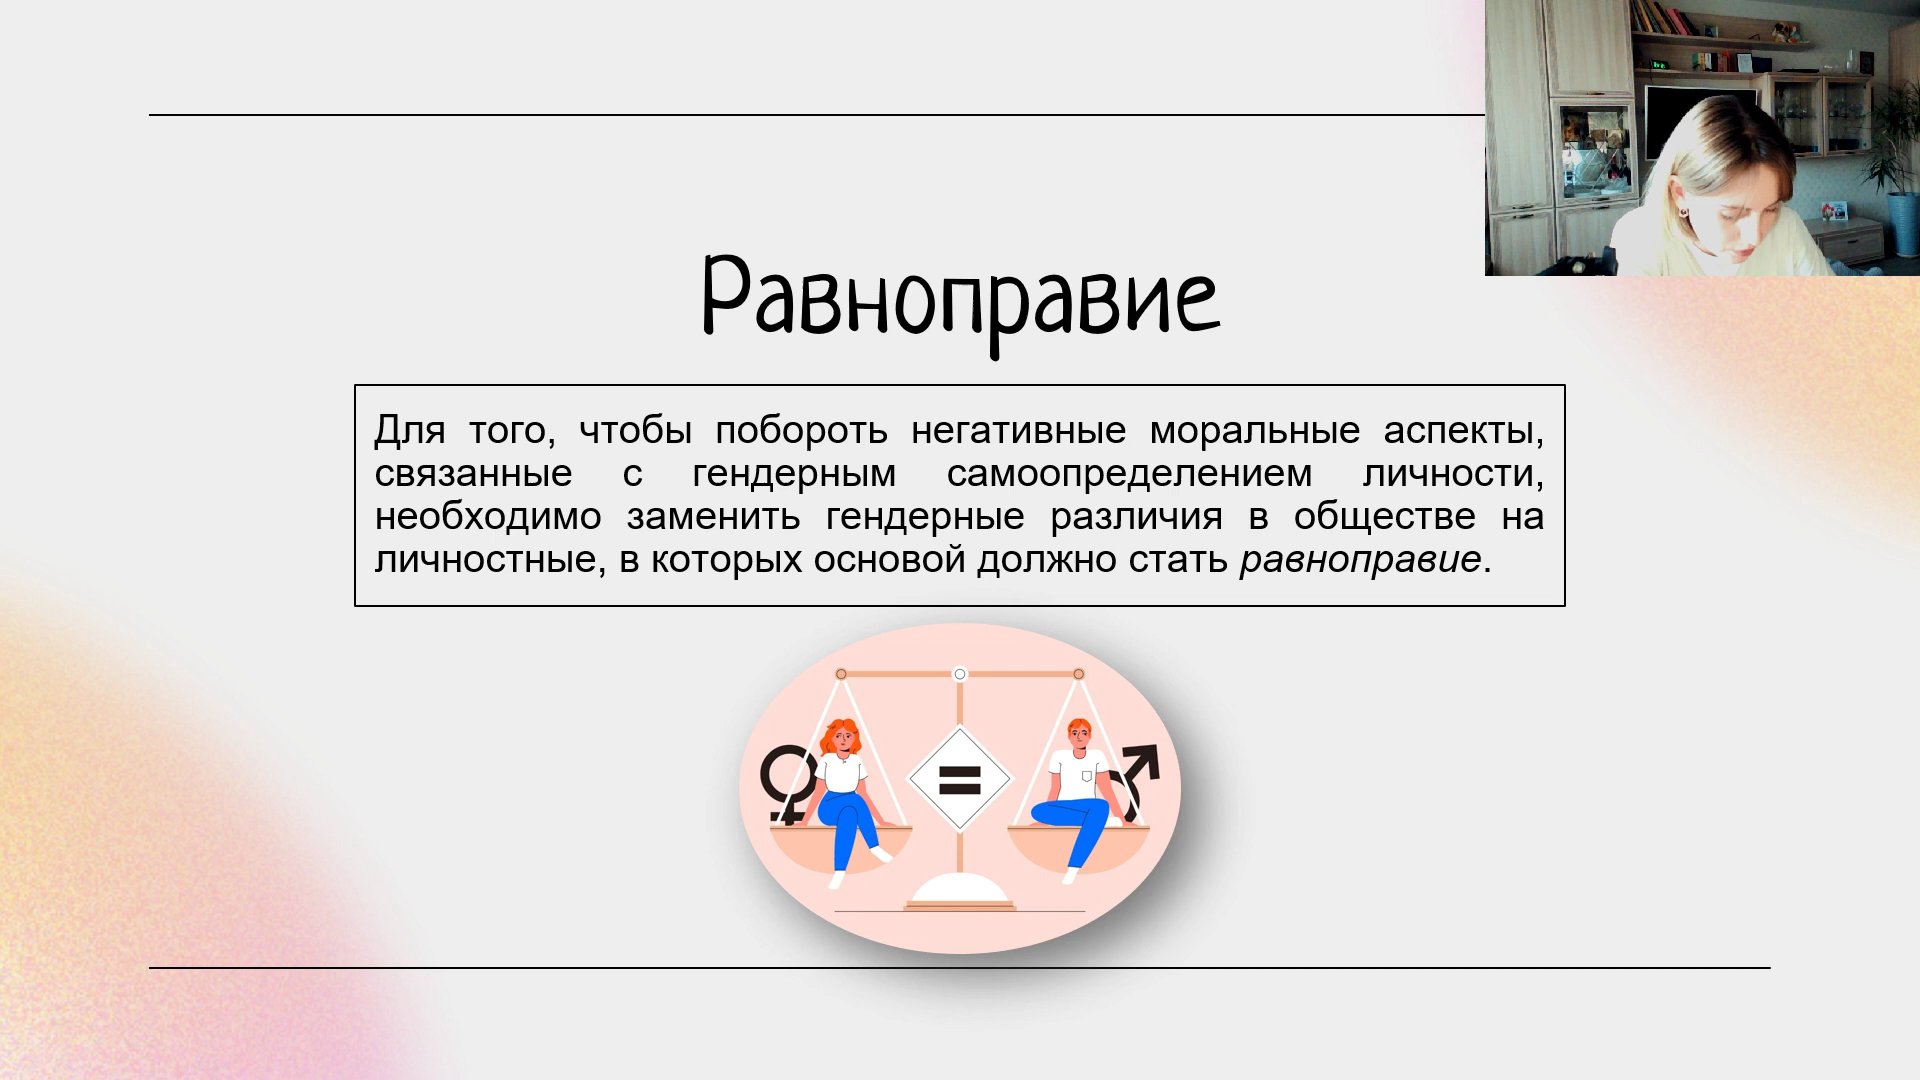 Равноправие
Для того, чтобы побороть негативные моральные аспекты,
связанные с гендерным самоопределением личности,
необходимо заменить гендерные различия в обществе на
личностные, в которых основой должно стать равноправие.
=